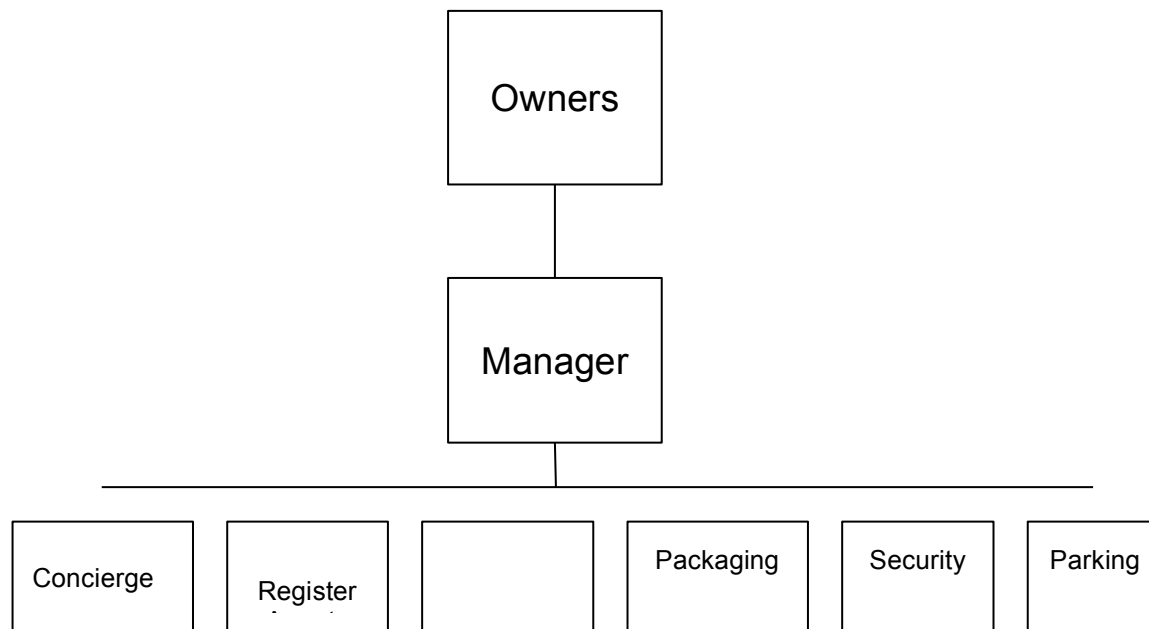 Owners
Manager
Concierge
Register
Packaging
Security
Parking